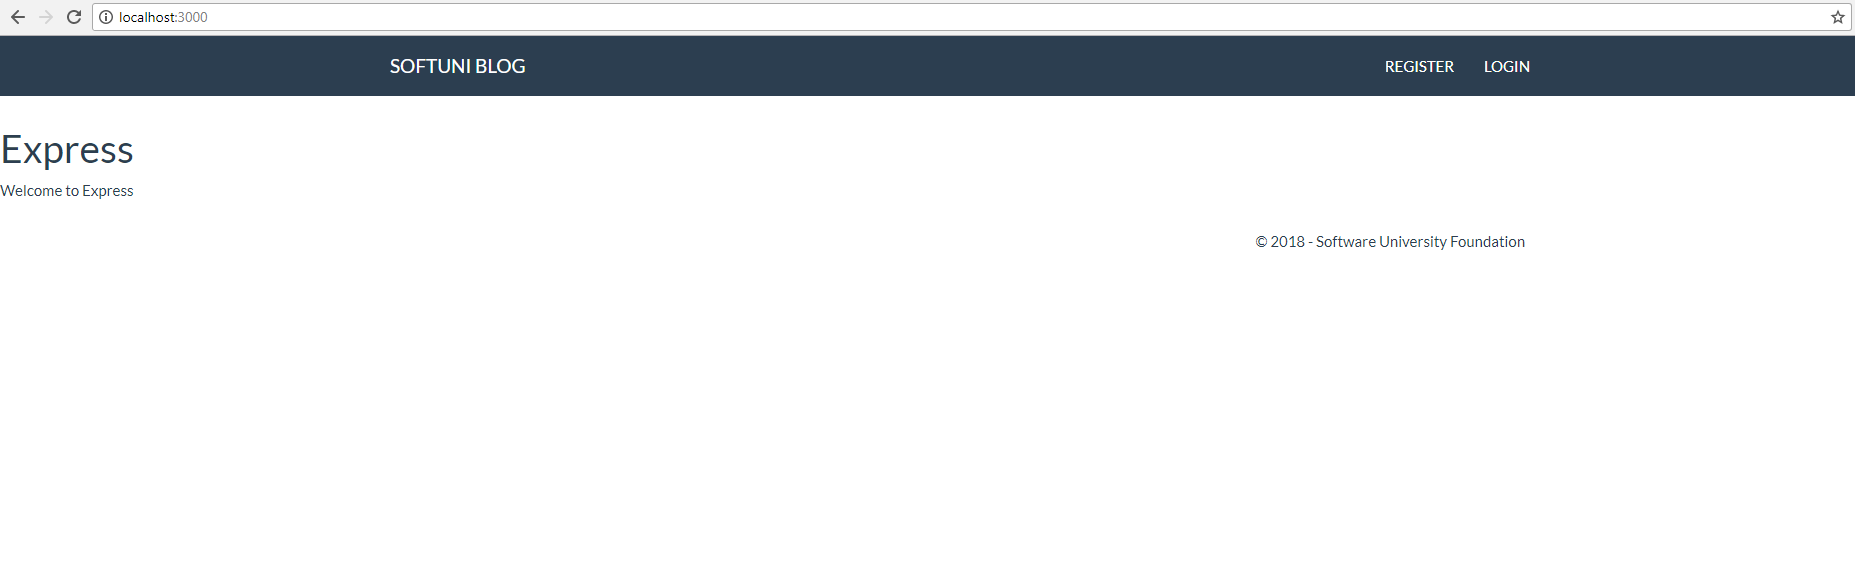 localhost:3000
SOFTUNI BLOG REGISTER LOGIN
Express
Welcome to Express
© 2018 - Software University Foundation